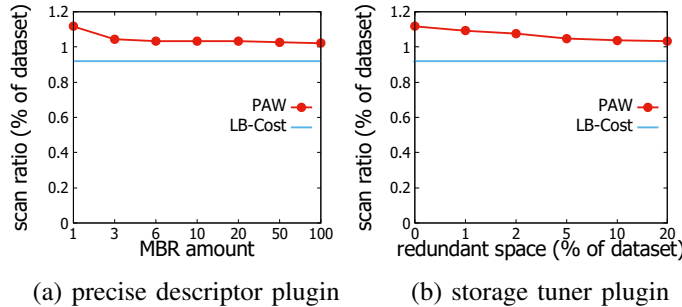 scan ratio (% of dataset)
1.2
1
0.8
0.6
0.4
0.2
0
PAW
LB-Cost
1 3 6 10 20 50 100
MBR amount
(a) precise descriptor plugin
scan ratio (% of dataset)
1.2
1
0.8
0.6
0.4
0.2
0
PAW
LB-Cost
0 1 2 5 10 20
redundant space (% of dataset)
(b) storage tuner plugin